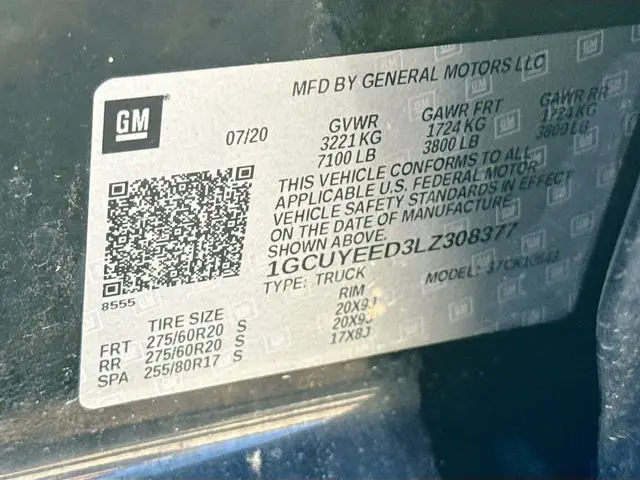 MFD BY GENERAL MOTORS LLC
GM
07/20
GVWR GAWR FRT GAWR RR
3221 KG 1724 KG 1724 KG
7100 LB 3800 LB 3800 LB
THIS VEHICLE CONFORMS TO ALL
APPLICABLE U.S. FEDERAL MOTOR
VEHICLE SAFETY STANDARDS IN EFFECT
ON THE DATE OF MANUFACTURE
SHOWN ABOVE.
1GCUYEED3LZ308377
TYPE: TRUCK MODEL:
8555
TIRE SIZE RIM
FRT 275/60R20 S 20X9J
RR 275/60R20 S 20X9J
SPA 255/80R17 S 17X8J